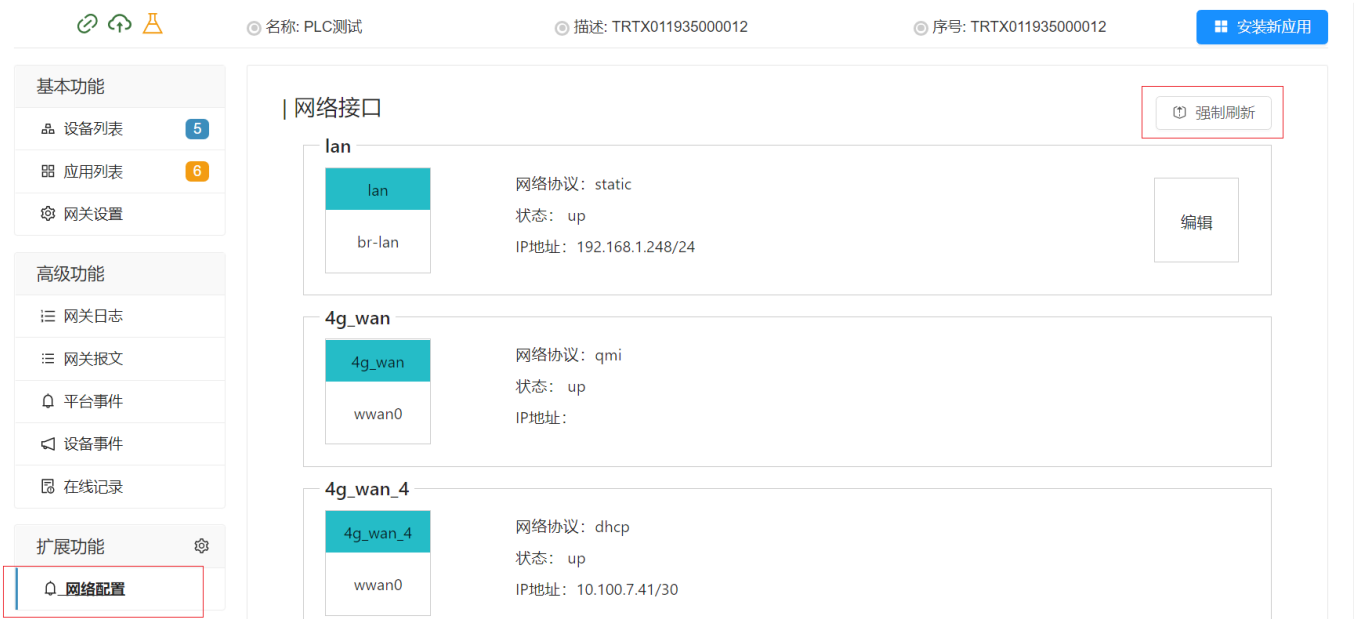 名称: PLC测试
描述: TRTX011935000012
序号: TRTX011935000012
安装新应用
基本功能
设备列表 5
应用列表 6
网关设置
高级功能
网关日志
网关报文
平台事件
设备事件
在线记录
扩展功能
网络配置
| 网络接口
强制刷新
lan
lan
br-lan
网络协议：static
状态： up
IP地址：192.168.1.248/24
编辑
4g_wan
4g_wan
wwan0
网络协议：qmi
状态： up
IP地址：
4g_wan_4
4g_wan_4
wwan0
网络协议：dhcp
状态： up
IP地址：10.100.7.41/30